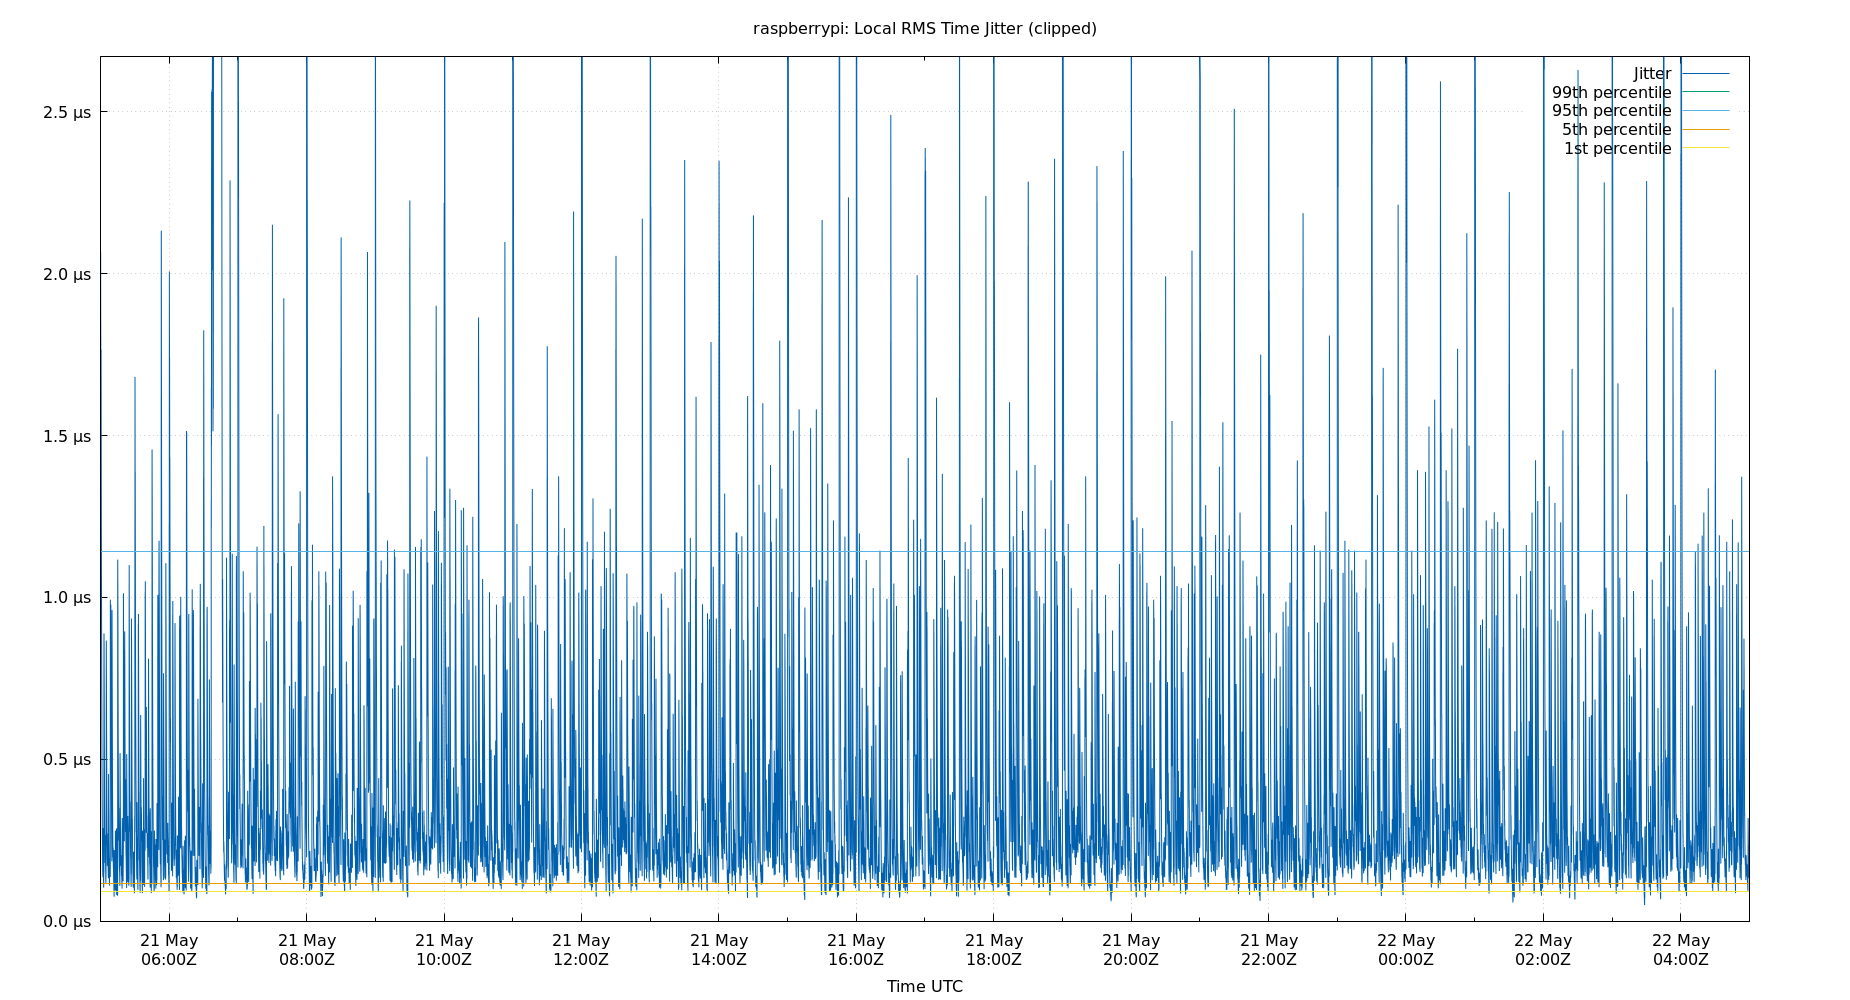 raspberrypi: Local RMS Time Jitter (clipped)
Jitter
99th percentile
95th percentile
5th percentile
1st percentile
2.5 µs
2.0 µs
1.5 µs
1.0 µs
0.5 µs
0.0 µs
21 May 21 May 21 May 21 May 21 May 21 May 21 May 21 May 21 May 22 May 22 May 22 May
06:00Z 08:00Z 10:00Z 12:00Z 14:00Z 16:00Z 18:00Z 20:00Z 22:00Z 00:00Z 02:00Z 04:00Z
Time UTC